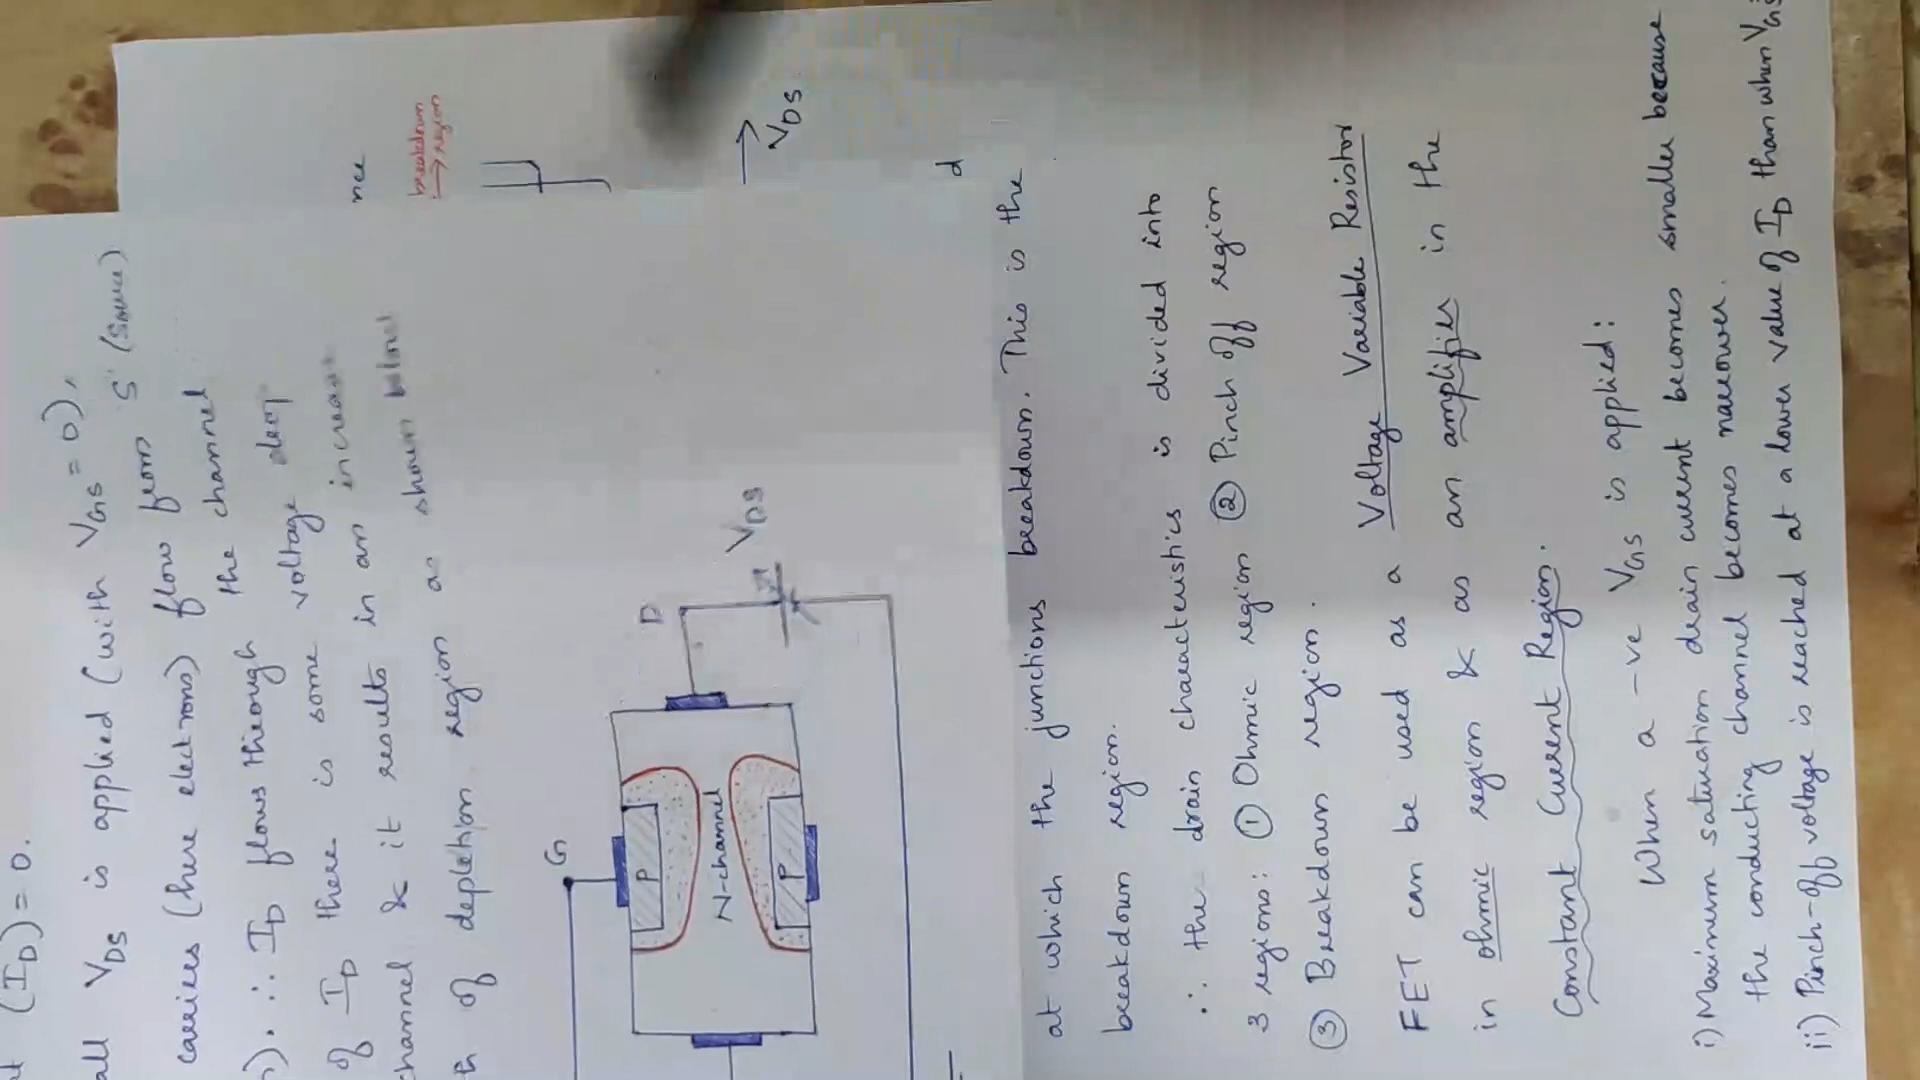 (I_D) = 0.
all V_DS is applied (with V_GS = 0),
carriers (here electrons) flow from S (source)
). ∴ I_D flows through the channel
of I_D there is some voltage drop
channel & it results in an increase
of depletion region as shown below
G
D
P
N-channel
P
V_DS
nce
breakdown
region
V_DS
d
at which the junctions breakdown. This is the
breakdown region.
∴ the drain characteristics is divided into
3 regions: ① Ohmic region ② Pinch off region
③ Breakdown region.
FET can be used as a Voltage Variable Resistor
in ohmic region & as an amplifier in the
Constant Current Region.
When a -ve V_GS is applied:
i) Maximum saturation drain current becomes smaller because
the conducting channel becomes narrower.
ii) Pinch-off voltage is reached at a lower value of I_D than when V_GS